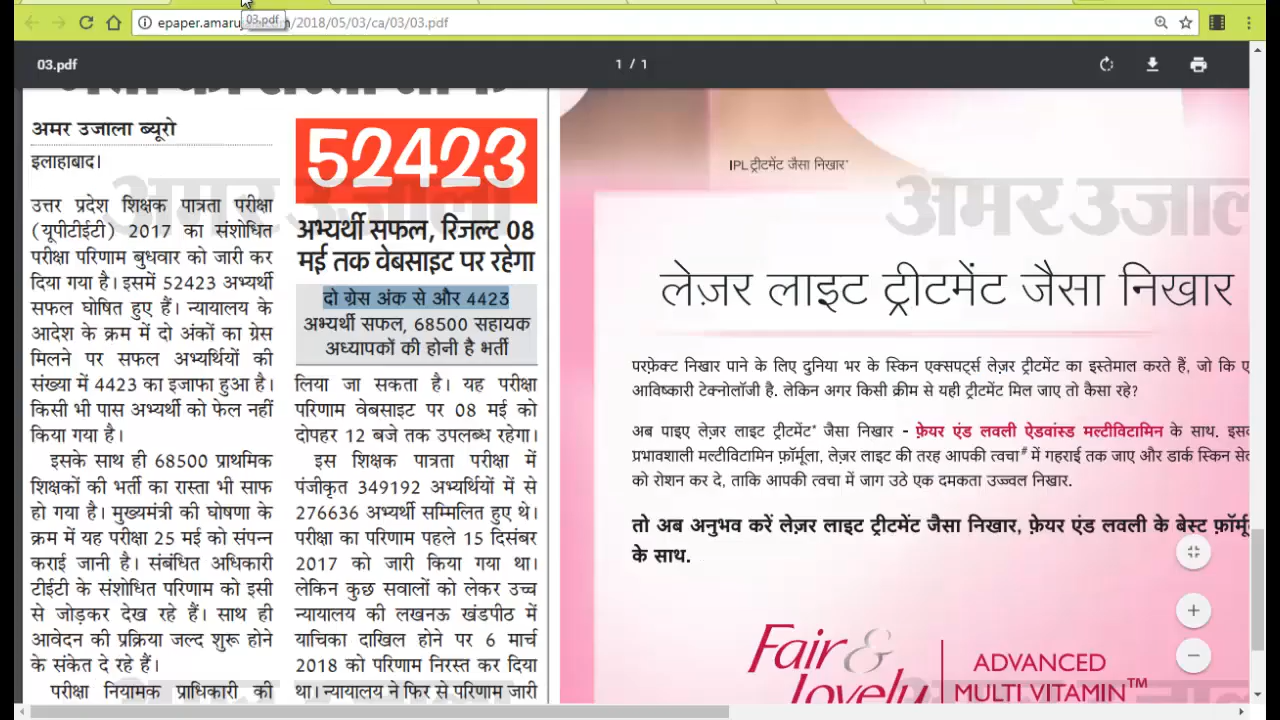 03.pdf
epaper.amaruj
/2018/05/03/ca/03/03.pdf
03.pdf
1 / 1
अमर उजाला ब्यूरो
इलाहाबाद।
उत्तर प्रदेश शिक्षक पात्रता परीक्षा
(यूपीटीईटी) 2017 का संशोधित
परीक्षा परिणाम बुधवार को जारी कर
दिया गया है। इसमें 52423 अभ्यर्थी
सफल घोषित हुए हैं। न्यायालय के
आदेश के क्रम में दो अंकों का ग्रेस
मिलने पर सफल अभ्यर्थियों की
संख्या में 4423 का इजाफा हुआ है।
किसी भी पास अभ्यर्थी को फेल नहीं
किया गया है।
इसके साथ ही 68500 प्राथमिक
शिक्षकों की भर्ती का रास्ता भी साफ
हो गया है। मुख्यमंत्री की घोषणा के
क्रम में यह परीक्षा 25 मई को संपन्न
कराई जानी है। संबंधित अधिकारी
टीईटी के संशोधित परिणाम को इसी
से जोड़कर देख रहे हैं। साथ ही
आवेदन की प्रक्रिया जल्द शुरू होने
के संकेत दे रहे हैं।
परीक्षा नियामक प्राधिकारी की
52423
अभ्यर्थी सफल, रिजल्ट 08
मई तक वेबसाइट पर रहेगा
दो ग्रेस अंक से और 4423
अभ्यर्थी सफल, 68500 सहायक
अध्यापकों की होनी है भर्ती
लिया जा सकता है। यह परीक्षा
परिणाम वेबसाइट पर 08 मई को
दोपहर 12 बजे तक उपलब्ध रहेगा।
इस शिक्षक पात्रता परीक्षा में
पंजीकृत 349192 अभ्यर्थियों में से
276636 अभ्यर्थी सम्मिलित हुए थे।
परीक्षा का परिणाम पहले 15 दिसंबर
2017 को जारी किया गया था।
लेकिन कुछ सवालों को लेकर उच्च
न्यायालय की लखनऊ खंडपीठ में
याचिका दाखिल होने पर 6 मार्च
2018 को परिणाम निरस्त कर दिया
था। न्यायालय ने फिर से परिणाम जारी
अमर उजाला
IPL ट्रीटमेंट जैसा निखार*
अमर उजाला
लेज़र लाइट ट्रीटमेंट जैसा निखार
परफ़ेक्ट निखार पाने के लिए दुनिया भर के स्किन एक्सपर्ट्स लेज़र ट्रीटमेंट का इस्तेमाल करते हैं, जो कि
आविष्कारी टेक्नोलॉजी है. लेकिन अगर किसी क्रीम से यही ट्रीटमेंट मिल जाए तो कैसा रहे?
अब पाइए लेज़र लाइट ट्रीटमेंट* जैसा निखार - फ़ेयर एंड लवली ऐडवांस्ड मल्टीविटामिन के साथ.
प्रभावशाली मल्टीविटामिन फ़ॉर्मूला, लेज़र लाइट की तरह आपकी त्वचा# में गहराई तक जाए और डार्क स्किन
को रोशन कर दे, ताकि आपकी त्वचा में जाग उठे एक दमकता उज्ज्वल निखार.
तो अब अनुभव करें लेज़र लाइट ट्रीटमेंट जैसा निखार, फ़ेयर एंड लवली के बेस्ट
के साथ.
Fair &
lovely
ADVANCED
MULTI VITAMIN™